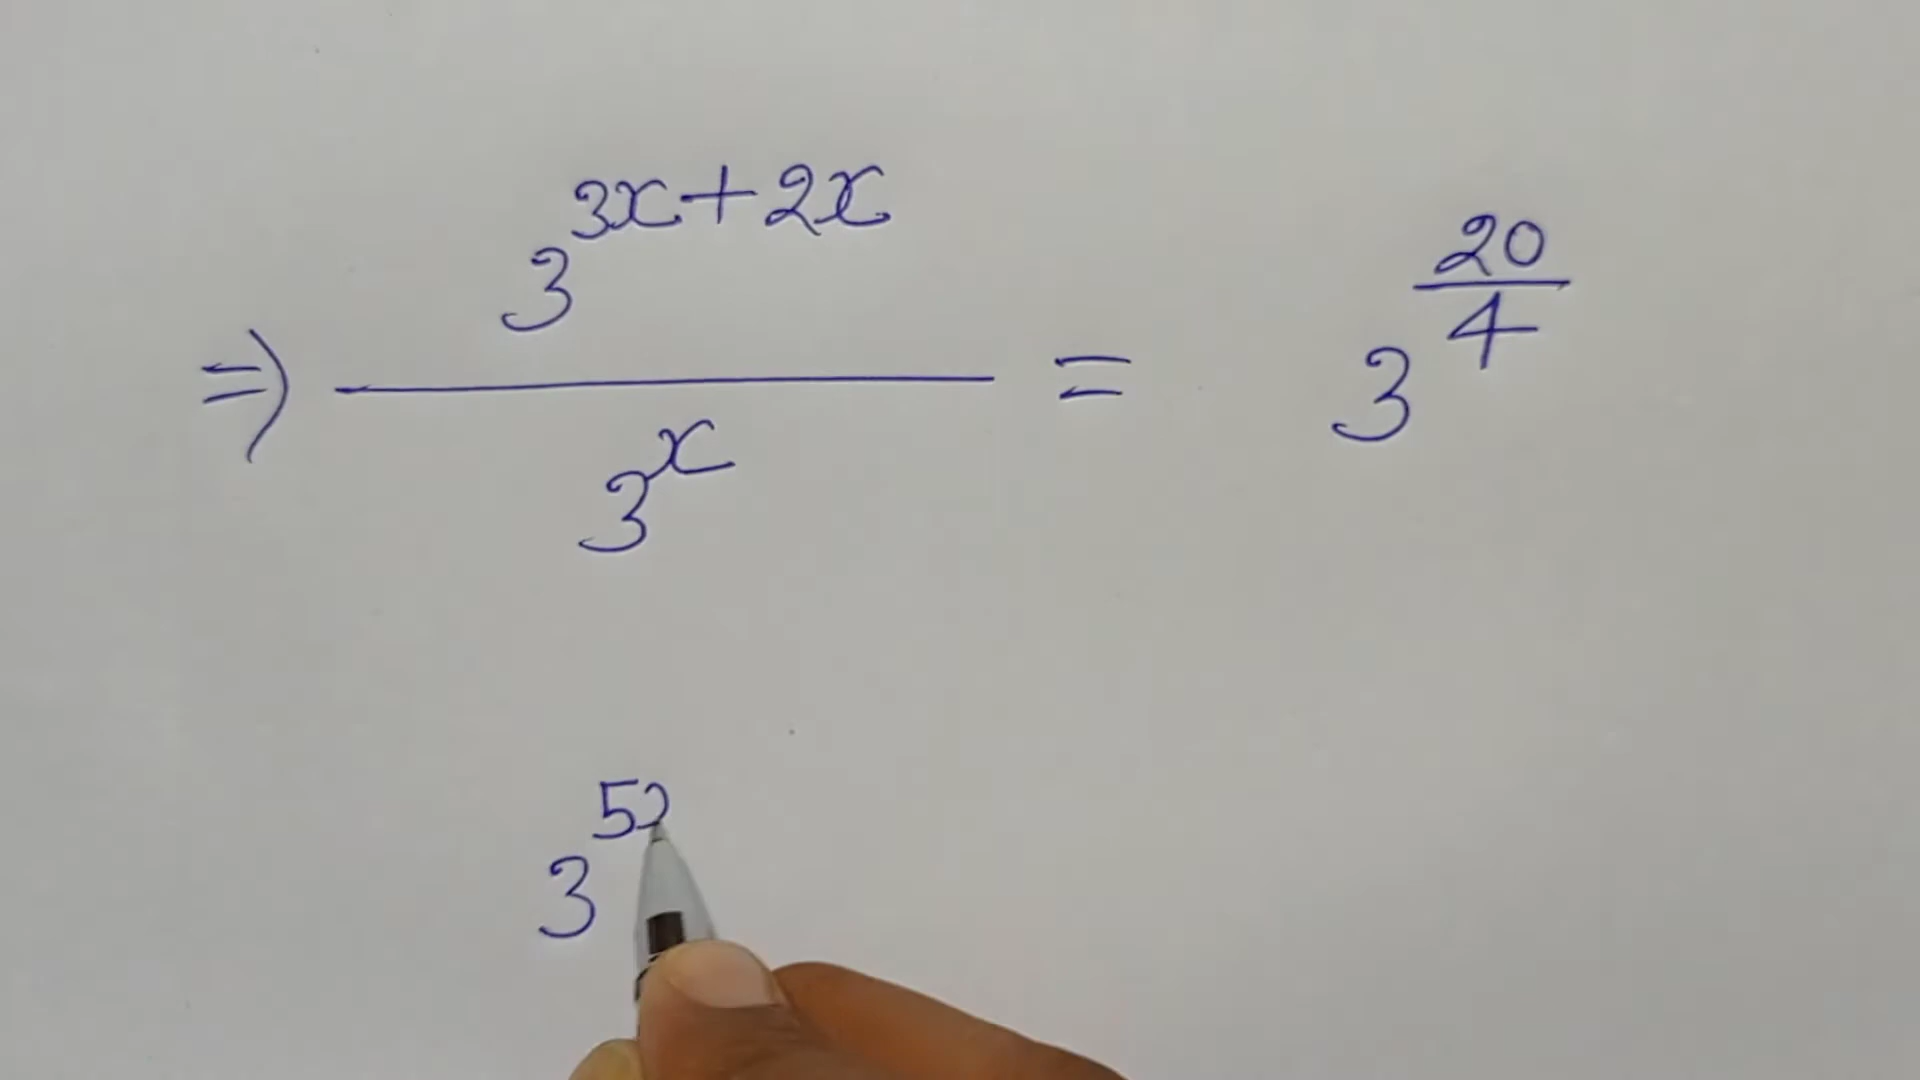 ⇒ 3^(3x+2x) / 3^x = 3^(20/4)
3^5